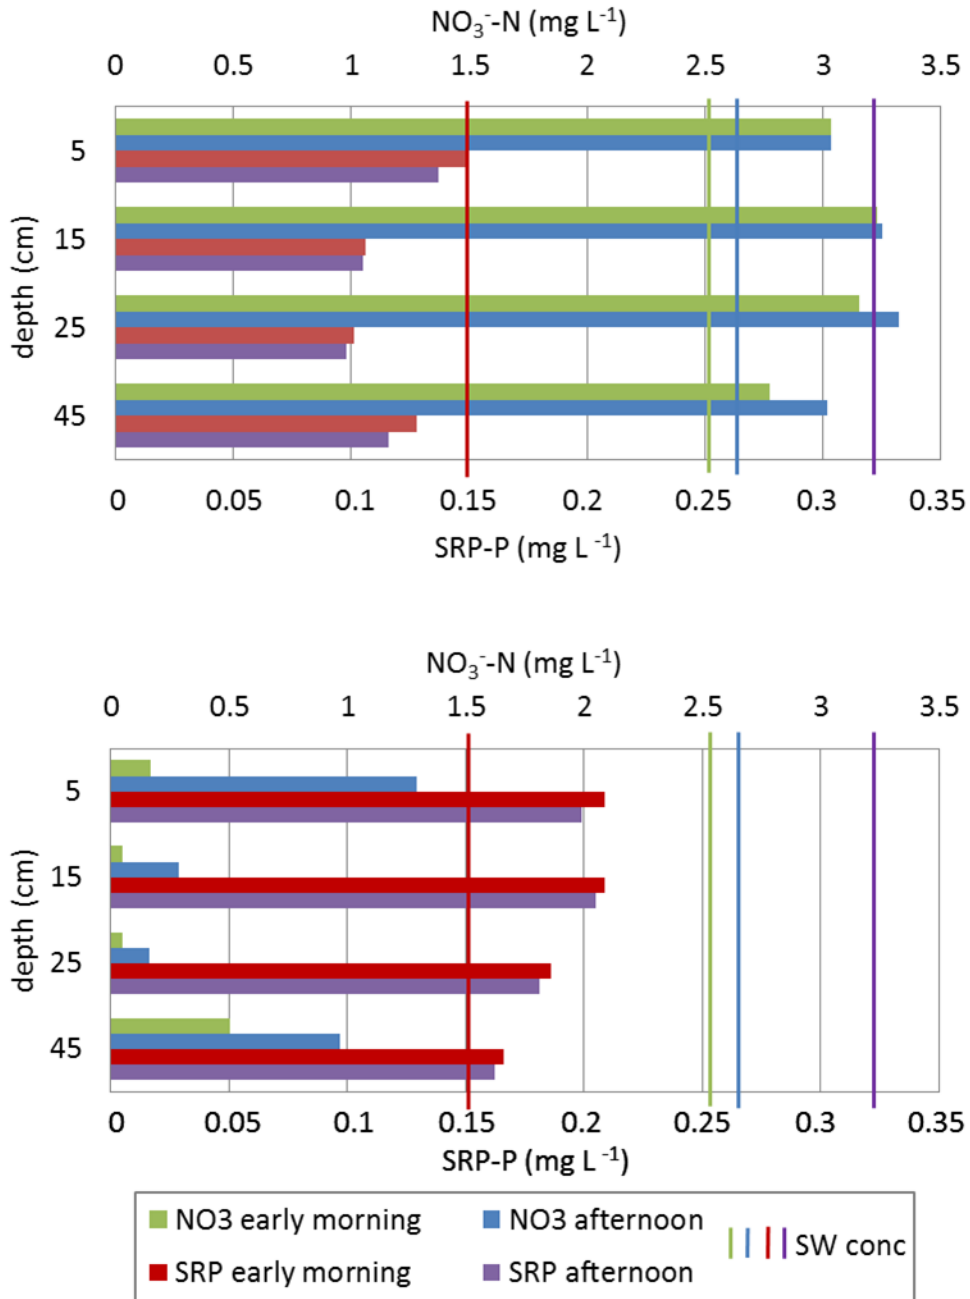 NO₃⁻-N (mg L⁻¹)
0 0.5 1 1.5 2 2.5 3 3.5
5
15
25
45
depth (cm)
0 0.05 0.1 0.15 0.2 0.25 0.3 0.35
SRP-P (mg L ⁻¹)
NO₃⁻-N (mg L⁻¹)
0 0.5 1 1.5 2 2.5 3 3.5
5
15
25
45
depth (cm)
0 0.05 0.1 0.15 0.2 0.25 0.3 0.35
SRP-P (mg L ⁻¹)
NO3 early morning NO3 afternoon SW conc
SRP early morning SRP afternoon